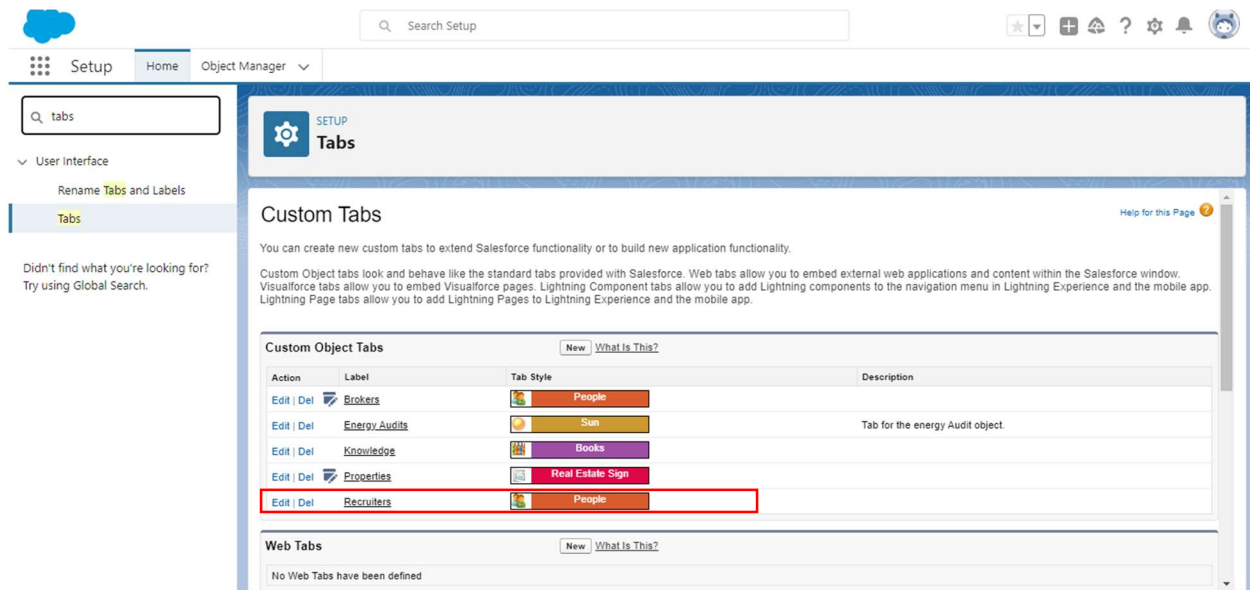 Search Setup
Setup
Home
Object Manager
tabs
User Interface
Rename Tabs and Labels
Tabs
Didn't find what you're looking for?
Try using Global Search.
SETUP
Tabs
Custom Tabs
Help for this Page ?
You can create new custom tabs to extend Salesforce functionality or to build new application functionality.
Custom Object tabs look and behave like the standard tabs provided with Salesforce. Web tabs allow you to embed external web applications and content within the Salesforce window.
Visualforce tabs allow you to embed Visualforce pages. Lightning Component tabs allow you to add Lightning components to the navigation menu in Lightning Experience and the mobile app.
Lightning Page tabs allow you to add Lightning Pages to Lightning Experience and the mobile app.
Custom Object Tabs New What Is This?
Action Label Tab Style Description
Edit | Del Brokers People
Edit | Del Energy Audits Sun Tab for the energy Audit object.
Edit | Del Knowledge Books
Edit | Del Properties Real Estate Sign
Edit | Del Recruiters People
Web Tabs New What Is This?
No Web Tabs have been defined